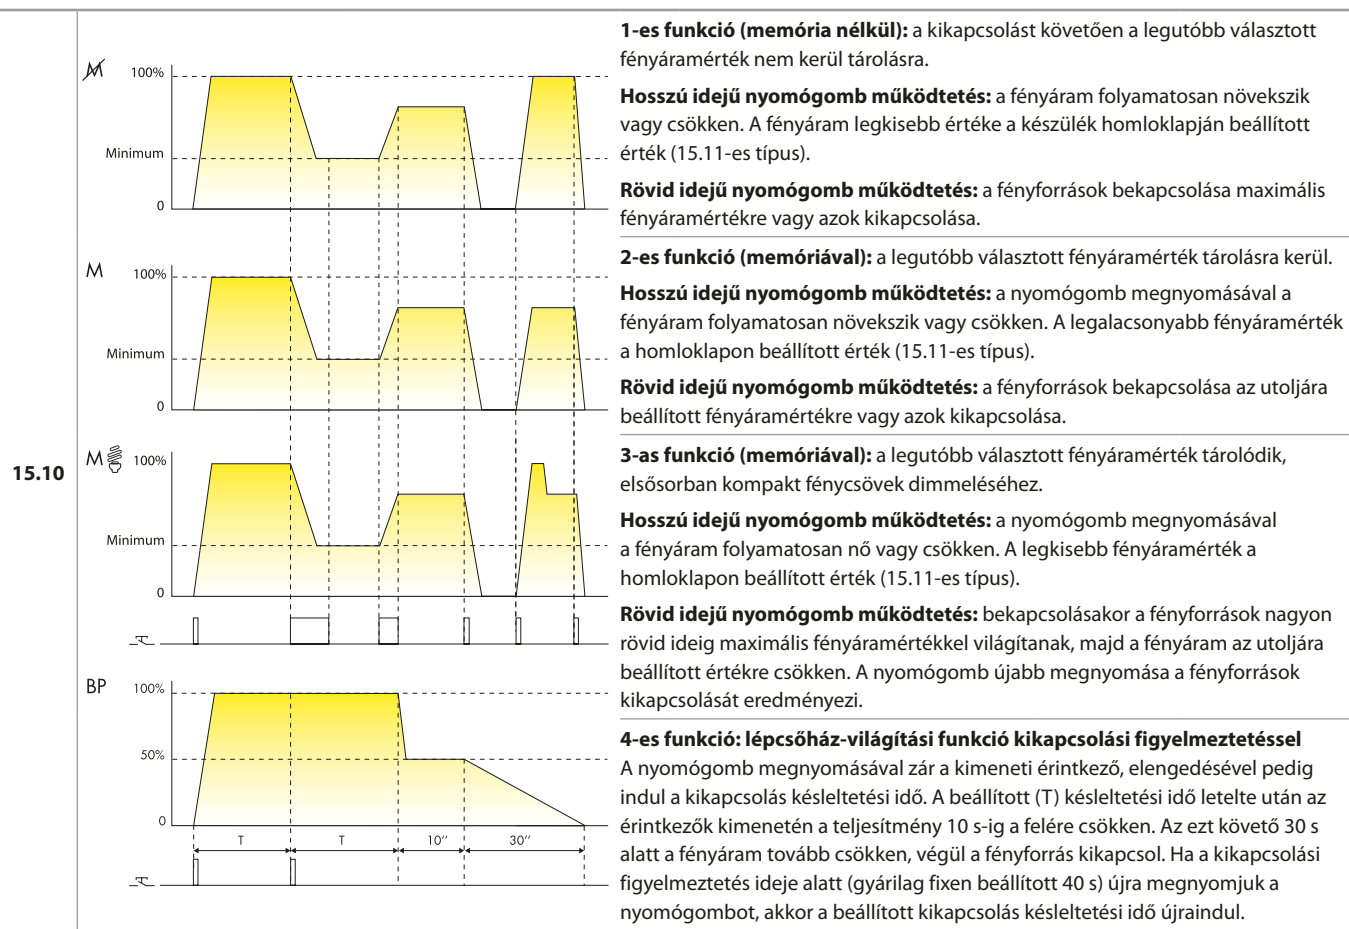 15.10
M
100%
Minimum
0
M
100%
Minimum
0
M
100%
Minimum
0
BP
100%
50%
0
T
T
10’’
30’’
1-es funkció (memória nélkül): a kikapcsolást követően a legutóbb választott
fényáramérték nem kerül tárolásra.
Hosszú idejű nyomógomb működtetés: a fényáram folyamatosan növekszik
vagy csökken. A fényáram legkisebb értéke a készülék homloklapján beállított
érték (15.11-es típus).
Rövid idejű nyomógomb működtetés: a fényforrások bekapcsolása maximális
fényáramértékre vagy azok kikapcsolása.
2-es funkció (memóriával): a legutóbb választott fényáramérték tárolásra kerül.
Hosszú idejű nyomógomb működtetés: a nyomógomb megnyomásával a
fényáram folyamatosan növekszik vagy csökken. A legalacsonyabb fényáramérték
a homloklapon beállított érték (15.11-es típus).
Rövid idejű nyomógomb működtetés: a fényforrások bekapcsolása az utoljára
beállított fényáramértékre vagy azok kikapcsolása.
3-as funkció (memóriával): a legutóbb választott fényáramérték tárolódik,
elsősorban kompakt fénycsövek dimmeléséhez.
Hosszú idejű nyomógomb működtetés: a nyomógomb megnyomásával
a fényáram folyamatosan nő vagy csökken. A legkisebb fényáramérték a
homloklapon beállított érték (15.11-es típus).
Rövid idejű nyomógomb működtetés: bekapcsolásakor a fényforrások nagyon
rövid ideig maximális fényáramértékkel világítanak, majd a fényáram az utoljára
beállított értékre csökken. A nyomógomb újabb megnyomása a fényforrások
kikapcsolását eredményezi.
4-es funkció: lépcsőház-világítási funkció kikapcsolási figyelmeztetéssel
A nyomógomb megnyomásával zár a kimeneti érintkező, elengedésével pedig
indul a kikapcsolás késleltetési idő. A beállított (T) késleltetési idő letelte után az
érintkezők kimenetén a teljesítmény 10 s-ig a felére csökken. Az ezt követő 30 s
alatt a fényáram tovább csökken, végül a fényforrás kikapcsol. Ha a kikapcsolási
figyelmeztetés ideje alatt (gyárilag fixen beállított 40 s) újra megnyomjuk a
nyomógombot, akkor a beállított kikapcsolás késleltetési idő újraindul.